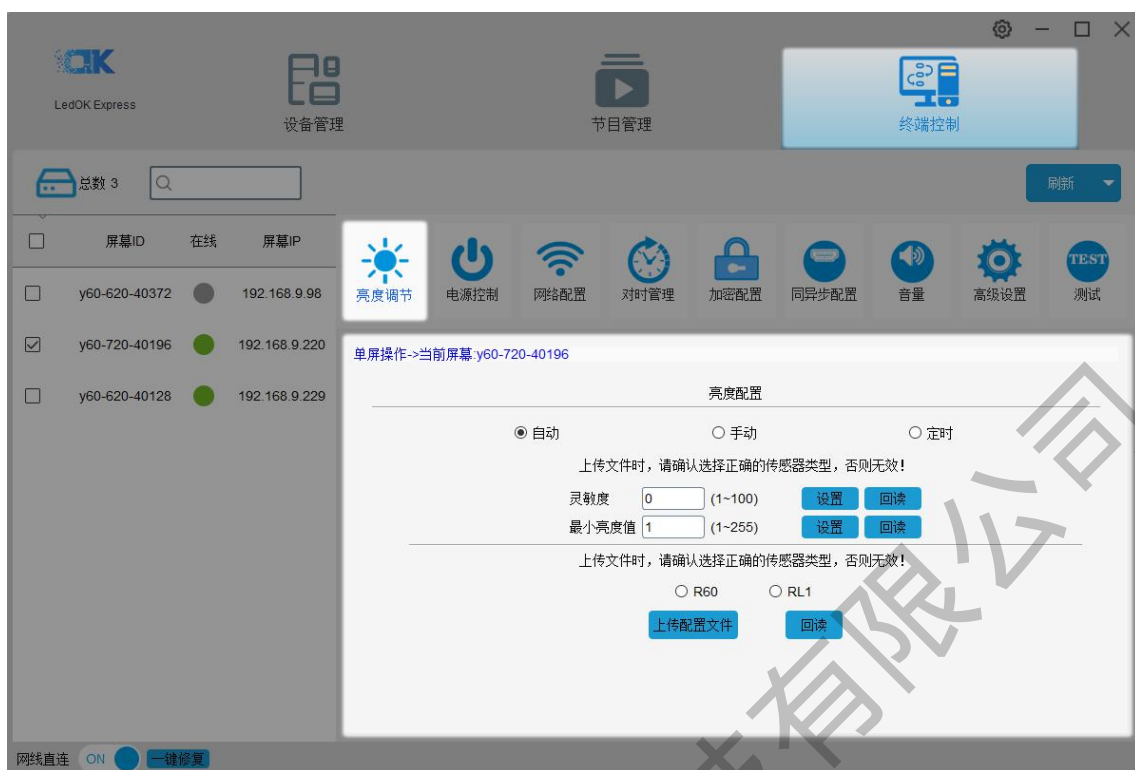 OK
LedOK Express
设备管理
节目管理
终端控制
总数 3
刷新
屏幕ID 在线 屏幕IP
亮度调节 电源控制 网络配置 对时管理 加密配置 同异步配置 音量 高级设置 TEST 测试
y60-620-40372 192.168.9.98
y60-720-40196 192.168.9.220
y60-620-40128 192.168.9.229
单屏操作->当前屏幕:y60-720-40196
亮度配置
自动 手动 定时
上传文件时，请确认选择正确的传感器类型，否则无效！
灵敏度 0 (1~100) 设置 回读
最小亮度值 1 (1~255) 设置 回读
上传文件时，请确认选择正确的传感器类型，否则无效！
R60 RL1
上传配置文件 回读
网线直连 ON 一键修复
有限公司